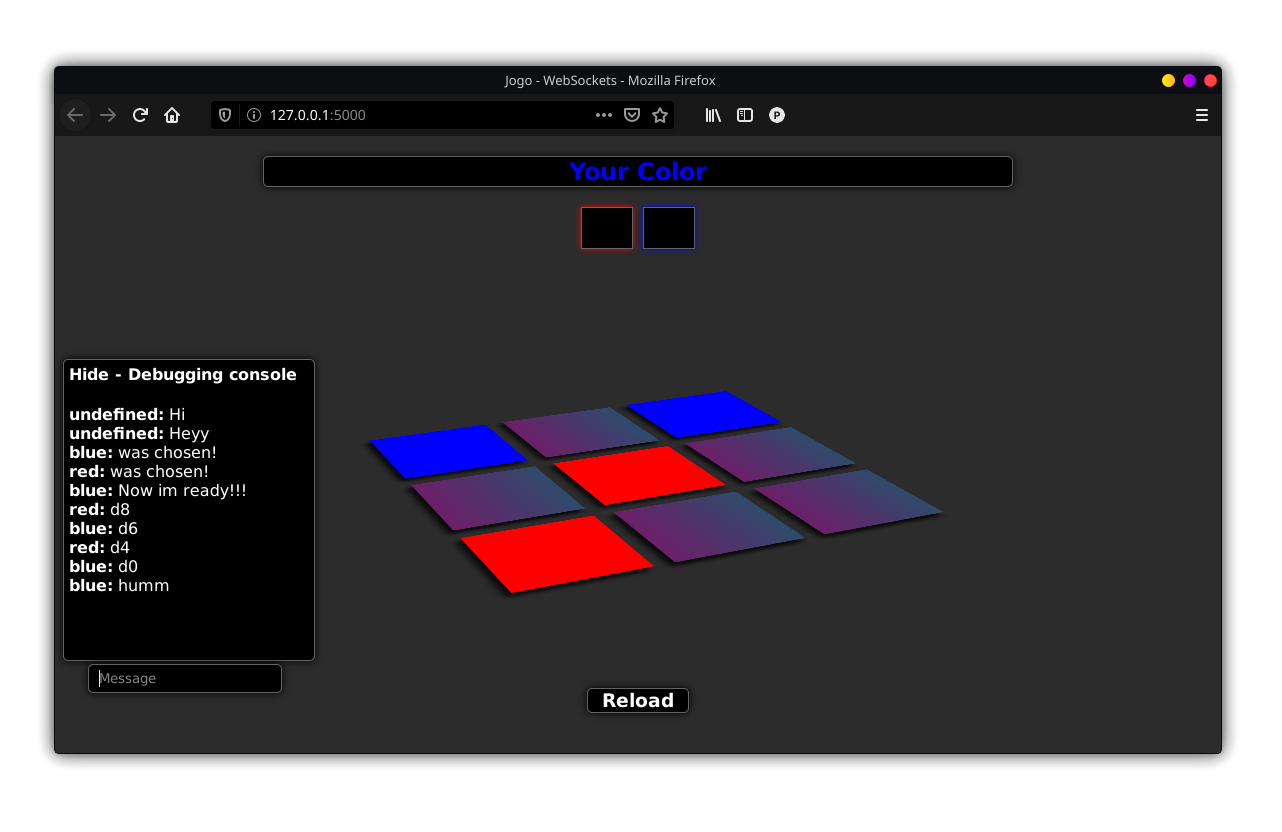 Jogo - WebSockets - Mozilla Firefox
127.0.0.1:5000
P
Your Color
Hide - Debugging console
undefined: Hi
undefined: Heyy
blue: was chosen!
red: was chosen!
blue: Now im ready!!!
red: d8
blue: d6
red: d4
blue: d0
blue: humm
Message
Reload